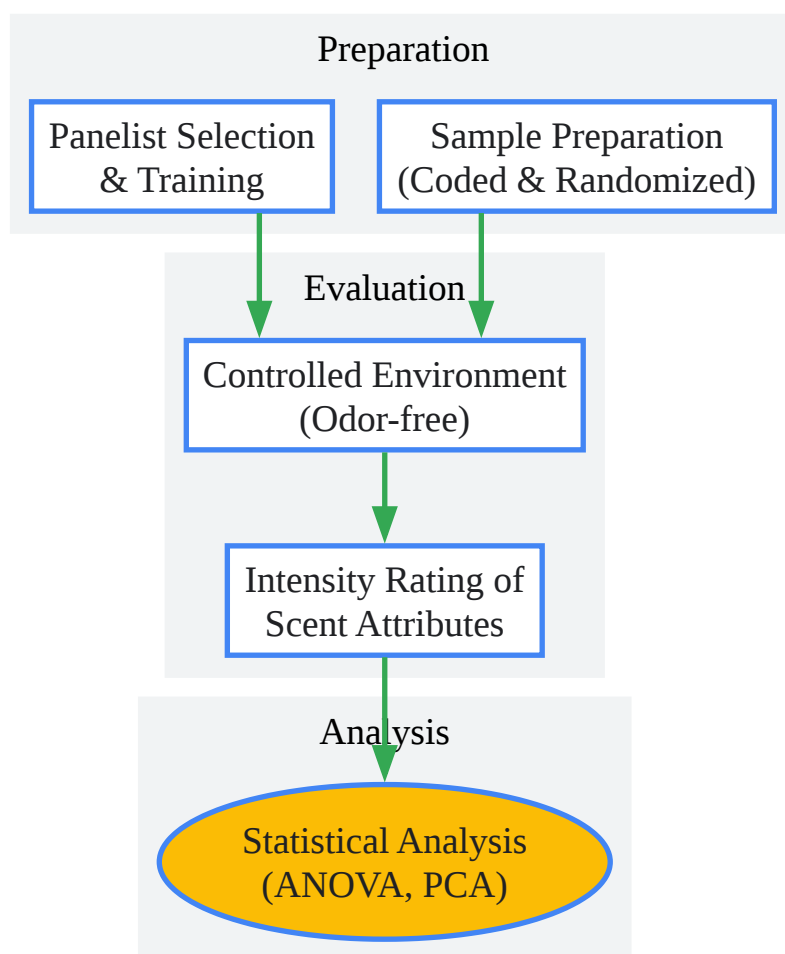 Preparation
Panelist Selection
& Training
Sample Preparation
(Coded & Randomized)
Evaluation
Controlled Environment
(Odor-free)
Intensity Rating of
Scent Attributes
Analysis
Statistical Analysis
(ANOVA, PCA)